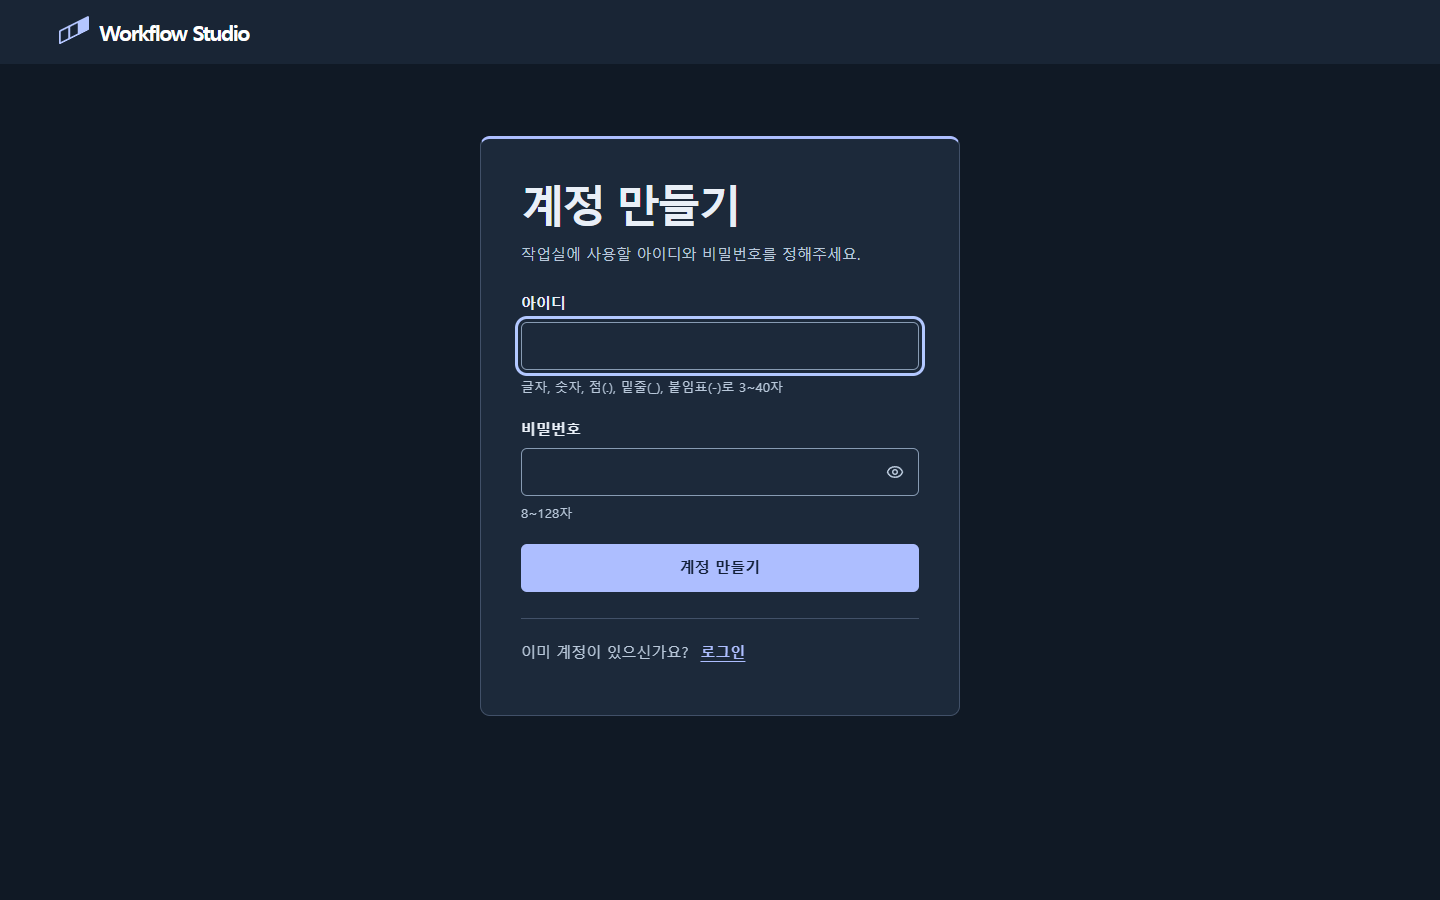 Workflow Studio
계정 만들기
작업실에 사용할 아이디와 비밀번호를 정해주세요.
아이디
글자, 숫자, 점(.), 밑줄(_), 붙임표(-)로 3~40자
비밀번호
8~128자
계정 만들기
이미 계정이 있으신가요? 로그인